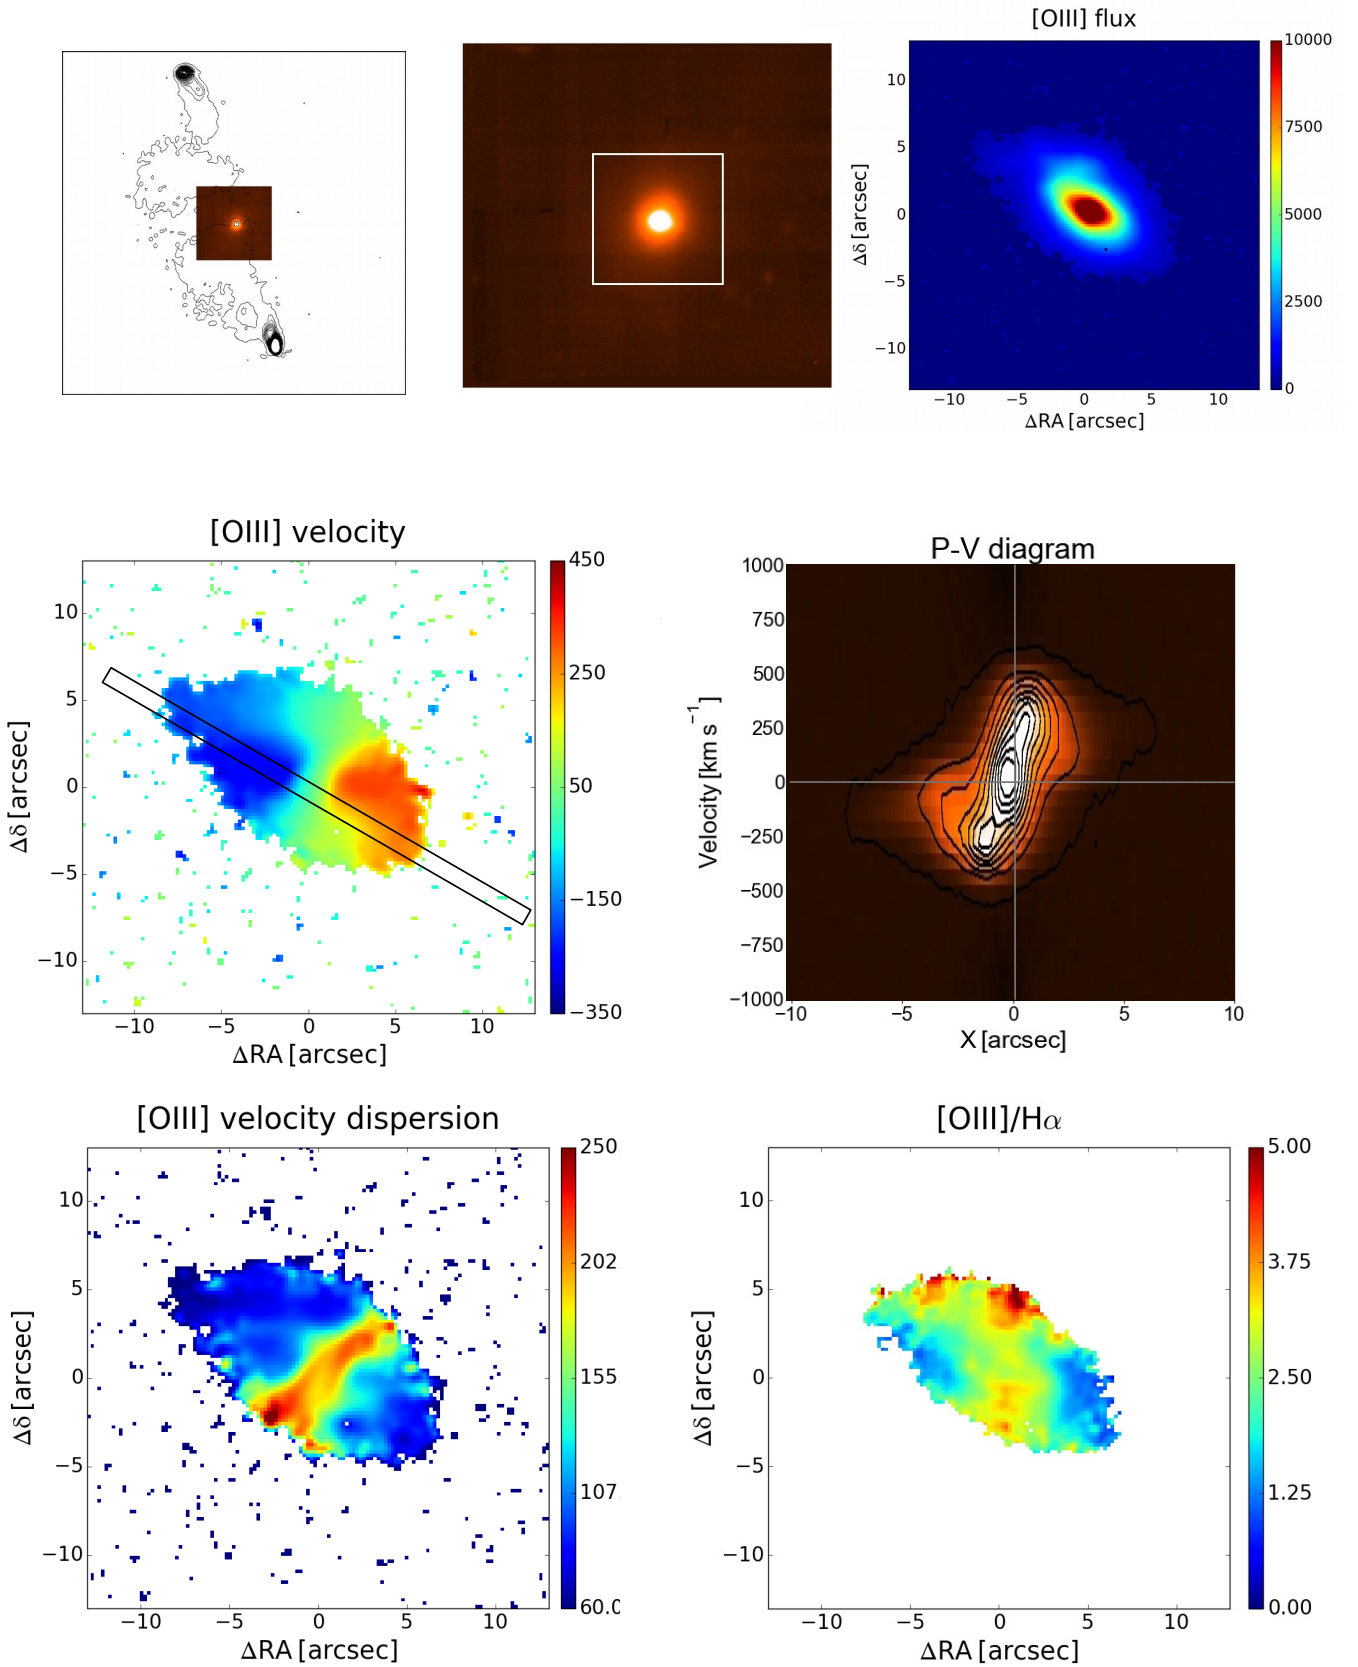 [OIII] flux
10
5
0
−5
−10
Δδ [arcsec]
−10 −5 0 5 10
ΔRA [arcsec]
10000
7500
5000
2500
0
[OIII] velocity
10
5
0
−5
−10
Δδ [arcsec]
−10 −5 0 5 10
ΔRA [arcsec]
450
250
50
−150
−350
P-V diagram
1000
750
500
250
0
−250
−500
−750
−1000
Velocity [km s⁻¹]
−10 −5 0 5 10
X [arcsec]
[OIII] velocity dispersion
10
5
0
−5
−10
Δδ [arcsec]
−10 −5 0 5 10
ΔRA [arcsec]
250
202
155
107.
60.0
[OIII]/Hα
10
5
0
−5
−10
Δδ [arcsec]
−10 −5 0 5 10
ΔRA [arcsec]
5.00
3.75
2.50
1.25
0.00